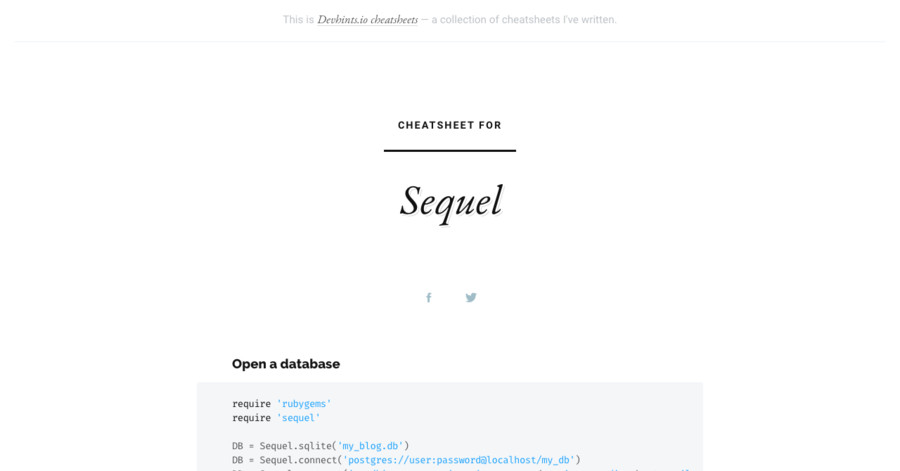 This is Devhints.io cheatsheets — a collection of cheatsheets I've written.
CHEATSHEET FOR
Sequel
Open a database
require 'rubygems'
require 'sequel'
DB = Sequel.sqlite('my_blog.db')
DB = Sequel.connect('postgres://user:password@localhost/my_db')